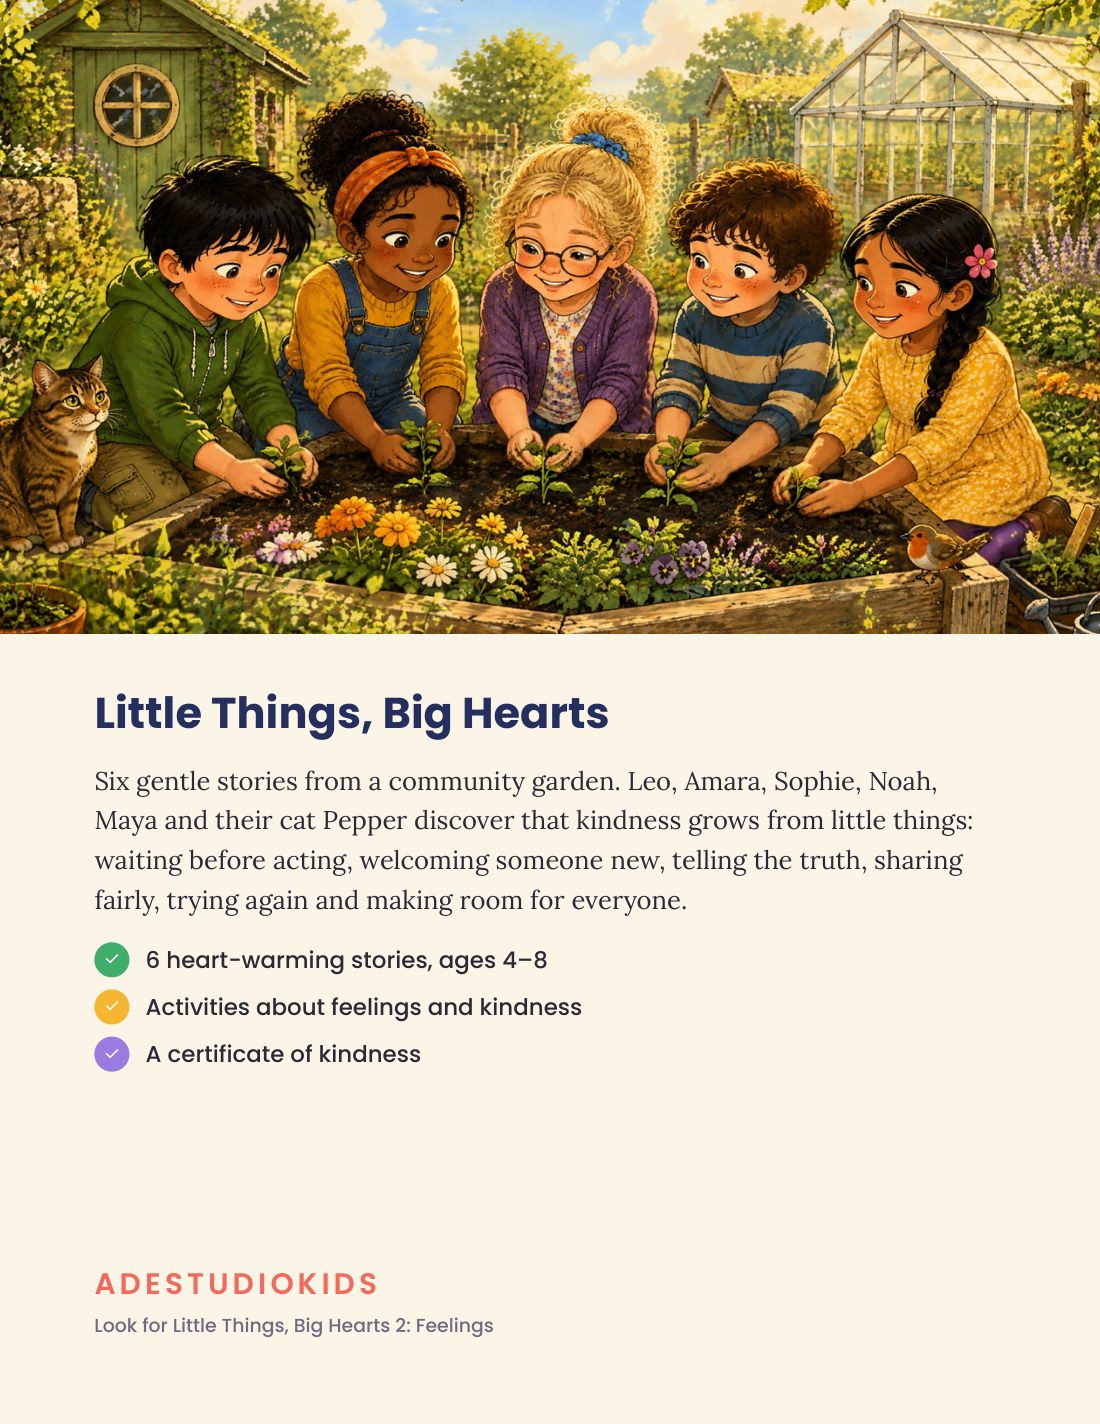 Little Things, Big Hearts
Six gentle stories from a community garden. Leo, Amara, Sophie, Noah,
Maya and their cat Pepper discover that kindness grows from little things:
waiting before acting, welcoming someone new, telling the truth, sharing
fairly, trying again and making room for everyone.
6 heart-warming stories, ages 4–8
Activities about feelings and kindness
A certificate of kindness
ADESTUDIOKIDS
Look for Little Things, Big Hearts 2: Feelings